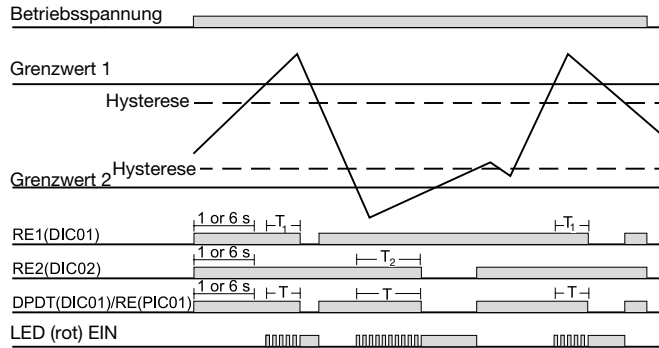 Betriebsspannung
Grenzwert 1
Hysterese
Hysterese
Grenzwert 2
1 or 6 s T1 T1
RE1(DIC01)
1 or 6 s T2
RE2(DIC02)
1 or 6 s T T T
DPDT(DIC01)/RE(PIC01)
LED (rot) EIN